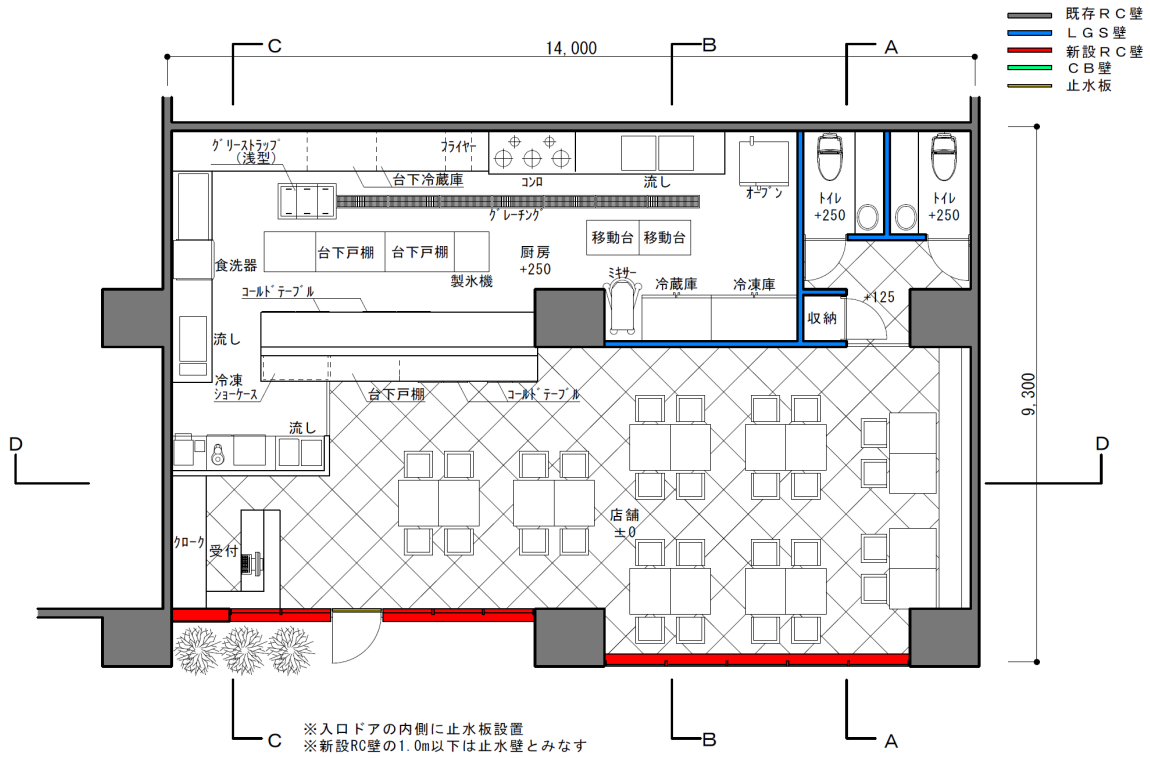 既存RC壁
LGS壁
新設RC壁
CB壁
止水板
C
B
A
14,000
グリーストラップ
(浅型)
フライヤー
台下冷蔵庫
コンロ
流し
オーブン
トイレ
+250
トイレ
+250
グレーチング
台下戸棚
台下戸棚
製氷機
厨房
+250
移動台
移動台
食洗器
コールドテーブル
ミキサー
冷蔵庫
冷凍庫
+125
収納
流し
冷凍
ショーケース
台下戸棚
コールドテーブル
9,300
流し
D
D
店舗
±0
クローク
受付
C
B
A
※入口ドアの内側に止水板設置
※新設RC壁の1.0m以下は止水壁とみなす